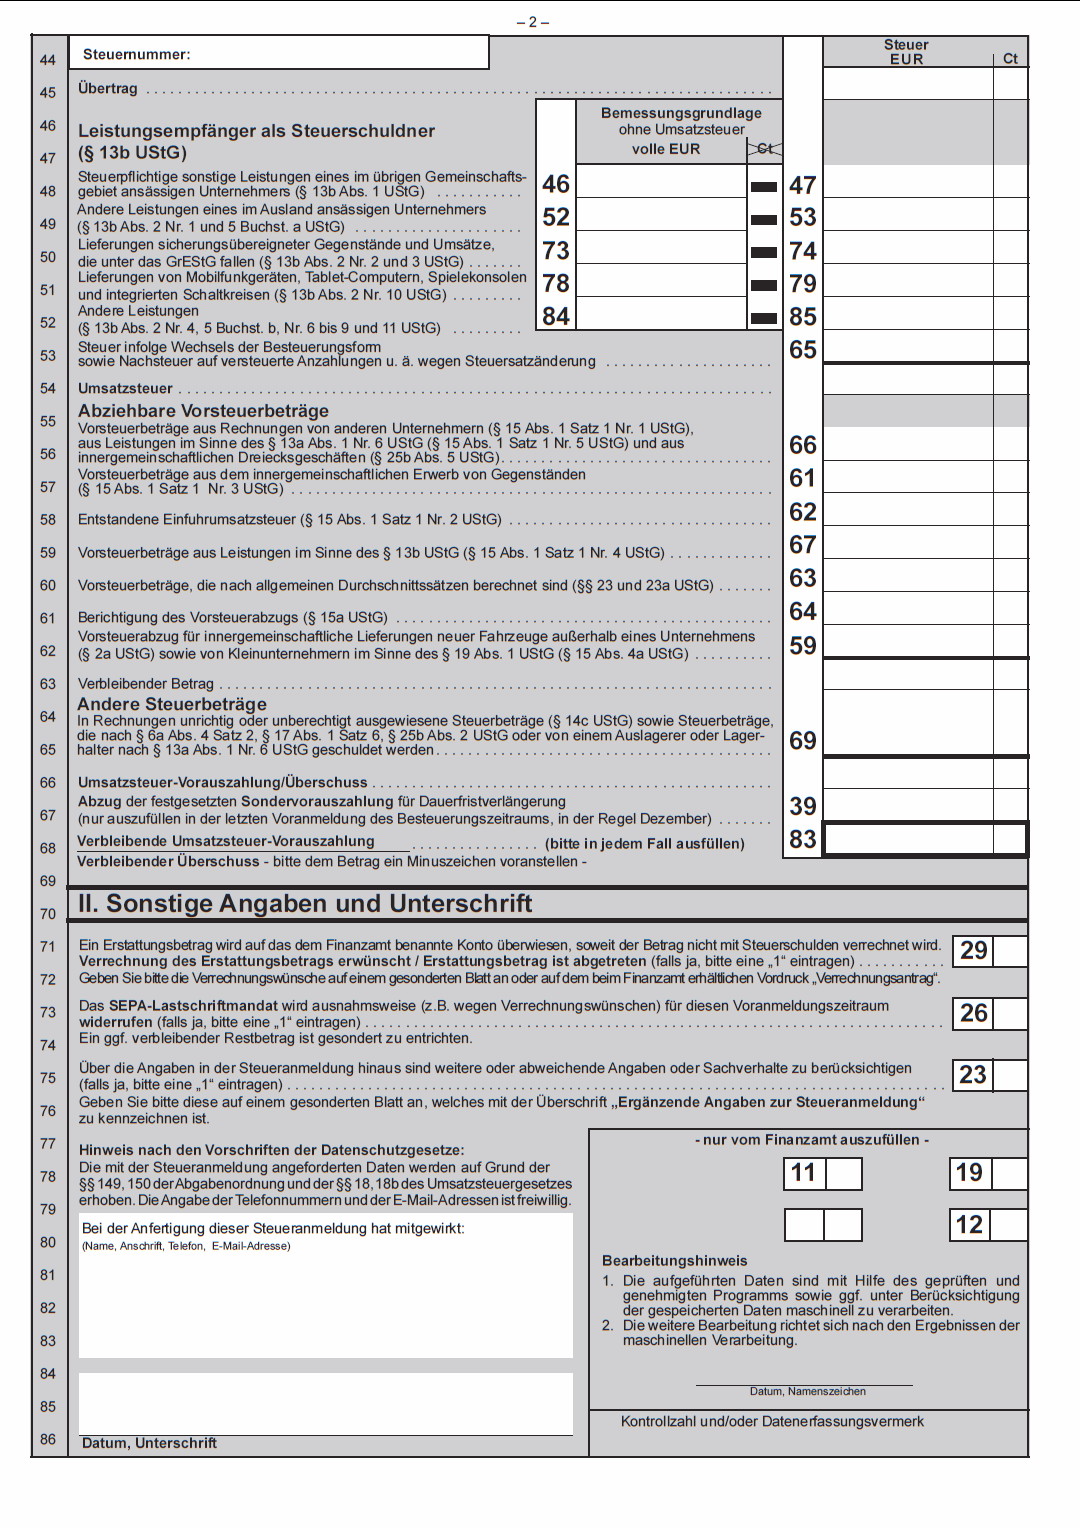 – 2 –
44 Steuernummer: Steuer
EUR Ct
45 Übertrag
46 Leistungsempfänger als Steuerschuldner Bemessungsgrundlage
ohne Umsatzsteuer
47 (§ 13b UStG) volle EUR Ct
Steuerpflichtige sonstige Leistungen eines im übrigen Gemeinschafts-
48 gebiet ansässigen Unternehmers (§ 13b Abs. 1 UStG) 46 47
Andere Leistungen eines im Ausland ansässigen Unternehmers
49 (§ 13b Abs. 2 Nr. 1 und 5 Buchst. a UStG) 52 53
Lieferungen sicherungsübereigneter Gegenstände und Umsätze,
50 die unter das GrEStG fallen (§ 13b Abs. 2 Nr. 2 und 3 UStG) 73 74
Lieferungen von Mobilfunkgeräten, Tablet-Computern, Spielekonsolen
51 und integrierten Schaltkreisen (§ 13b Abs. 2 Nr. 10 UStG) 78 79
Andere Leistungen
52 (§ 13b Abs. 2 Nr. 4, 5 Buchst. b, Nr. 6 bis 9 und 11 UStG) 84 85
Steuer infolge Wechsels der Besteuerungsform
53 sowie Nachsteuer auf versteuerte Anzahlungen u. ä. wegen Steuersatzänderung 65
54 Umsatzsteuer
55 Abziehbare Vorsteuerbeträge
Vorsteuerbeträge aus Rechnungen von anderen Unternehmern (§ 15 Abs. 1 Satz 1 Nr. 1 UStG),
aus Leistungen im Sinne des § 13a Abs. 1 Nr. 6 UStG (§ 15 Abs. 1 Satz 1 Nr. 5 UStG) und aus
56 innergemeinschaftlichen Dreiecksgeschäften (§ 25b Abs. 5 UStG) 66
Vorsteuerbeträge aus dem innergemeinschaftlichen Erwerb von Gegenständen
57 (§ 15 Abs. 1 Satz 1 Nr. 3 UStG) 61
58 Entstandene Einfuhrumsatzsteuer (§ 15 Abs. 1 Satz 1 Nr. 2 UStG) 62
59 Vorsteuerbeträge aus Leistungen im Sinne des § 13b UStG (§ 15 Abs. 1 Satz 1 Nr. 4 UStG) 67
60 Vorsteuerbeträge, die nach allgemeinen Durchschnittssätzen berechnet sind (§§ 23 und 23a UStG) 63
61 Berichtigung des Vorsteuerabzugs (§ 15a UStG) 64
Vorsteuerabzug für innergemeinschaftliche Lieferungen neuer Fahrzeuge außerhalb eines Unternehmens
62 (§ 2a UStG) sowie von Kleinunternehmern im Sinne des § 19 Abs. 1 UStG (§ 15 Abs. 4a UStG) 59
63 Verbleibender Betrag
Andere Steuerbeträge
64 In Rechnungen unrichtig oder unberechtigt ausgewiesene Steuerbeträge (§ 14c UStG) sowie Steuerbeträge,
die nach § 6a Abs. 4 Satz 2, § 17 Abs. 1 Satz 6, § 25b Abs. 2 UStG oder von einem Auslagerer oder Lager-
65 halter nach § 13a Abs. 1 Nr. 6 UStG geschuldet werden 69
66 Umsatzsteuer-Vorauszahlung/Überschuss
Abzug der festgesetzten Sondervorauszahlung für Dauerfristverlängerung
67 (nur auszufüllen in der letzten Voranmeldung des Besteuerungszeitraums, in der Regel Dezember) 39
68 Verbleibende Umsatzsteuer-Vorauszahlung (bitte in jedem Fall ausfüllen) 83
Verbleibender Überschuss - bitte dem Betrag ein Minuszeichen voranstellen -
69
70 II. Sonstige Angaben und Unterschrift
71 Ein Erstattungsbetrag wird auf das dem Finanzamt benannte Konto überwiesen, soweit der Betrag nicht mit Steuerschulden verrechnet wird.
Verrechnung des Erstattungsbetrags erwünscht / Erstattungsbetrag ist abgetreten (falls ja, bitte eine „1“ eintragen) 29
72 Geben Sie bitte die Verrechnungswünsche auf einem gesonderten Blatt an oder auf dem beim Finanzamt erhältlichen Vordruck „Verrechnungsantrag“.
73 Das SEPA-Lastschriftmandat wird ausnahmsweise (z.B. wegen Verrechnungswünschen) für diesen Voranmeldungszeitraum
widerrufen (falls ja, bitte eine „1“ eintragen) 26
74 Ein ggf. verbleibender Restbetrag ist gesondert zu entrichten.
75 Über die Angaben in der Steueranmeldung hinaus sind weitere oder abweichende Angaben oder Sachverhalte zu berücksichtigen
(falls ja, bitte eine „1“ eintragen) 23
76 Geben Sie bitte diese auf einem gesonderten Blatt an, welches mit der Überschrift „Ergänzende Angaben zur Steueranmeldung“
zu kennzeichnen ist.
77 Hinweis nach den Vorschriften der Datenschutzgesetze:
78 Die mit der Steueranmeldung angeforderten Daten werden auf Grund der
§§ 149, 150 der Abgabenordnung und der §§ 18, 18b des Umsatzsteuergesetzes
79 erhoben. Die Angabe der Telefonnummern und der E-Mail-Adressen ist freiwillig.
80 Bei der Anfertigung dieser Steueranmeldung hat mitgewirkt:
(Name, Anschrift, Telefon, E-Mail-Adresse)
81
82
83
84
85
86 Datum, Unterschrift
- nur vom Finanzamt auszufüllen -
11 19
12
Bearbeitungshinweis
1. Die aufgeführten Daten sind mit Hilfe des geprüften und
genehmigten Programms sowie ggf. unter Berücksichtigung
der gespeicherten Daten maschinell zu verarbeiten.
2. Die weitere Bearbeitung richtet sich nach den Ergebnissen der
maschinellen Verarbeitung.
Datum, Namenszeichen
Kontrollzahl und/oder Datenerfassungsvermerk